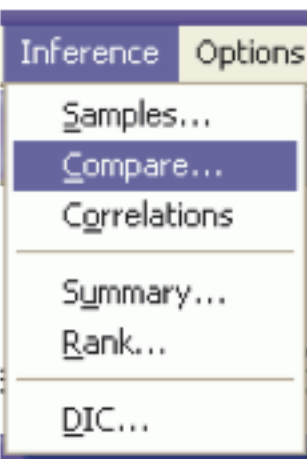 Inference Options
Samples...
Compare...
Correlations
Summary...
Rank...
DIC...